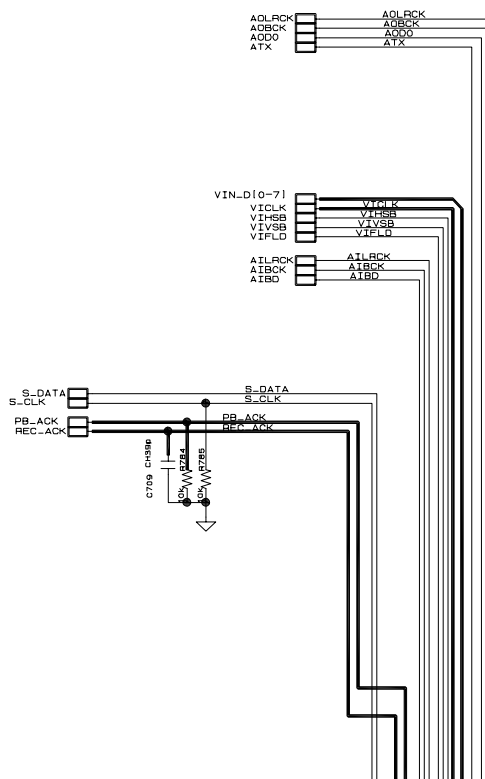 AOLRCK AOLRCK
AOBCK AOBCK
AODO AODO
ATX ATX
VIN_D[0-7]
VICLK VICLK
VIHSB VIHSB
VIVSB VIVSB
VIFLD VIFLD
AILRCK AILRCK
AIBCK AIBCK
AIBD AIBD
S_DATA S_DATA
S_CLK S_CLK
PB_ACK PB_ACK
REC_ACK REC_ACK
C709 CH39p
10K R784
10K R785